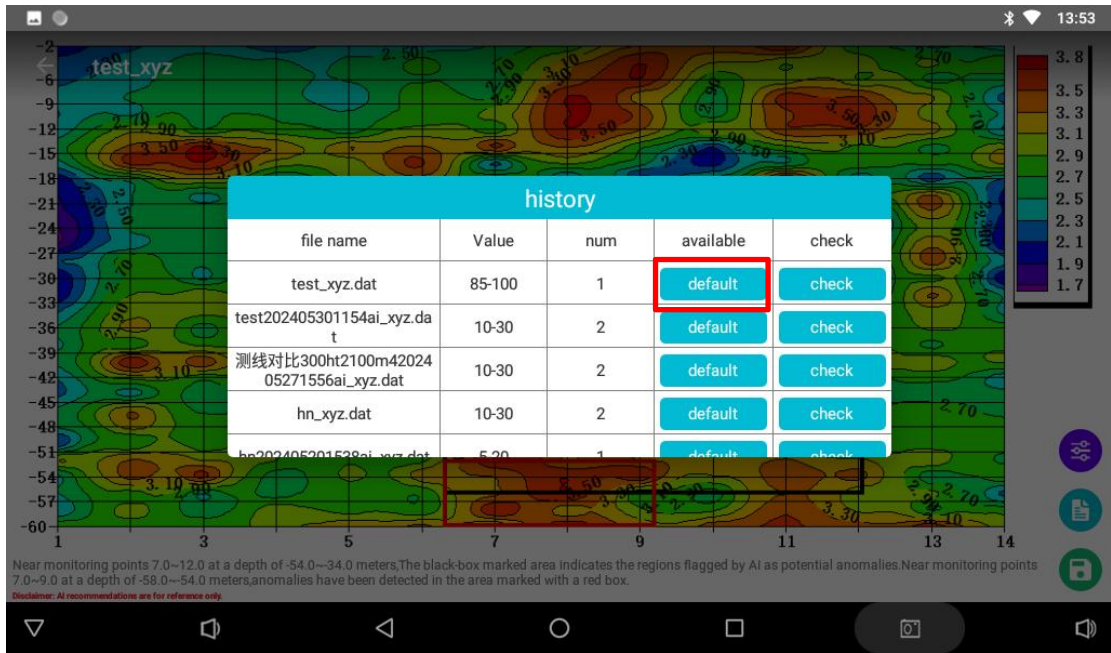 13:53
test_xyz
-2
-6
-9
-12
-15
-18
-21
-24
-27
-30
-33
-36
-39
-42
-45
-48
-51
-54
-57
-60
1 3 5 7 9 11 13 14
3.8
3.5
3.3
3.1
2.9
2.7
2.5
2.3
2.1
1.9
1.7
history
file name Value num available check
test_xyz.dat 85-100 1 default check
test202405301154ai_xyz.da
t 10-30 2 default check
测线对比300ht2100m42024
05271556ai_xyz.dat 10-30 2 default check
hn_xyz.dat 10-30 2 default check
hn202405201538ai_xyz.dat 5-20 1 default check
Near monitoring points 7.0~12.0 at a depth of -54.0~-34.0 meters,The black-box marked area indicates the regions flagged by AI as potential anomalies.Near monitoring points
7.0~9.0 at a depth of -58.0~-54.0 meters,anomalies have been detected in the area marked with a red box.
Disclaimer: AI recommendations are for reference only.